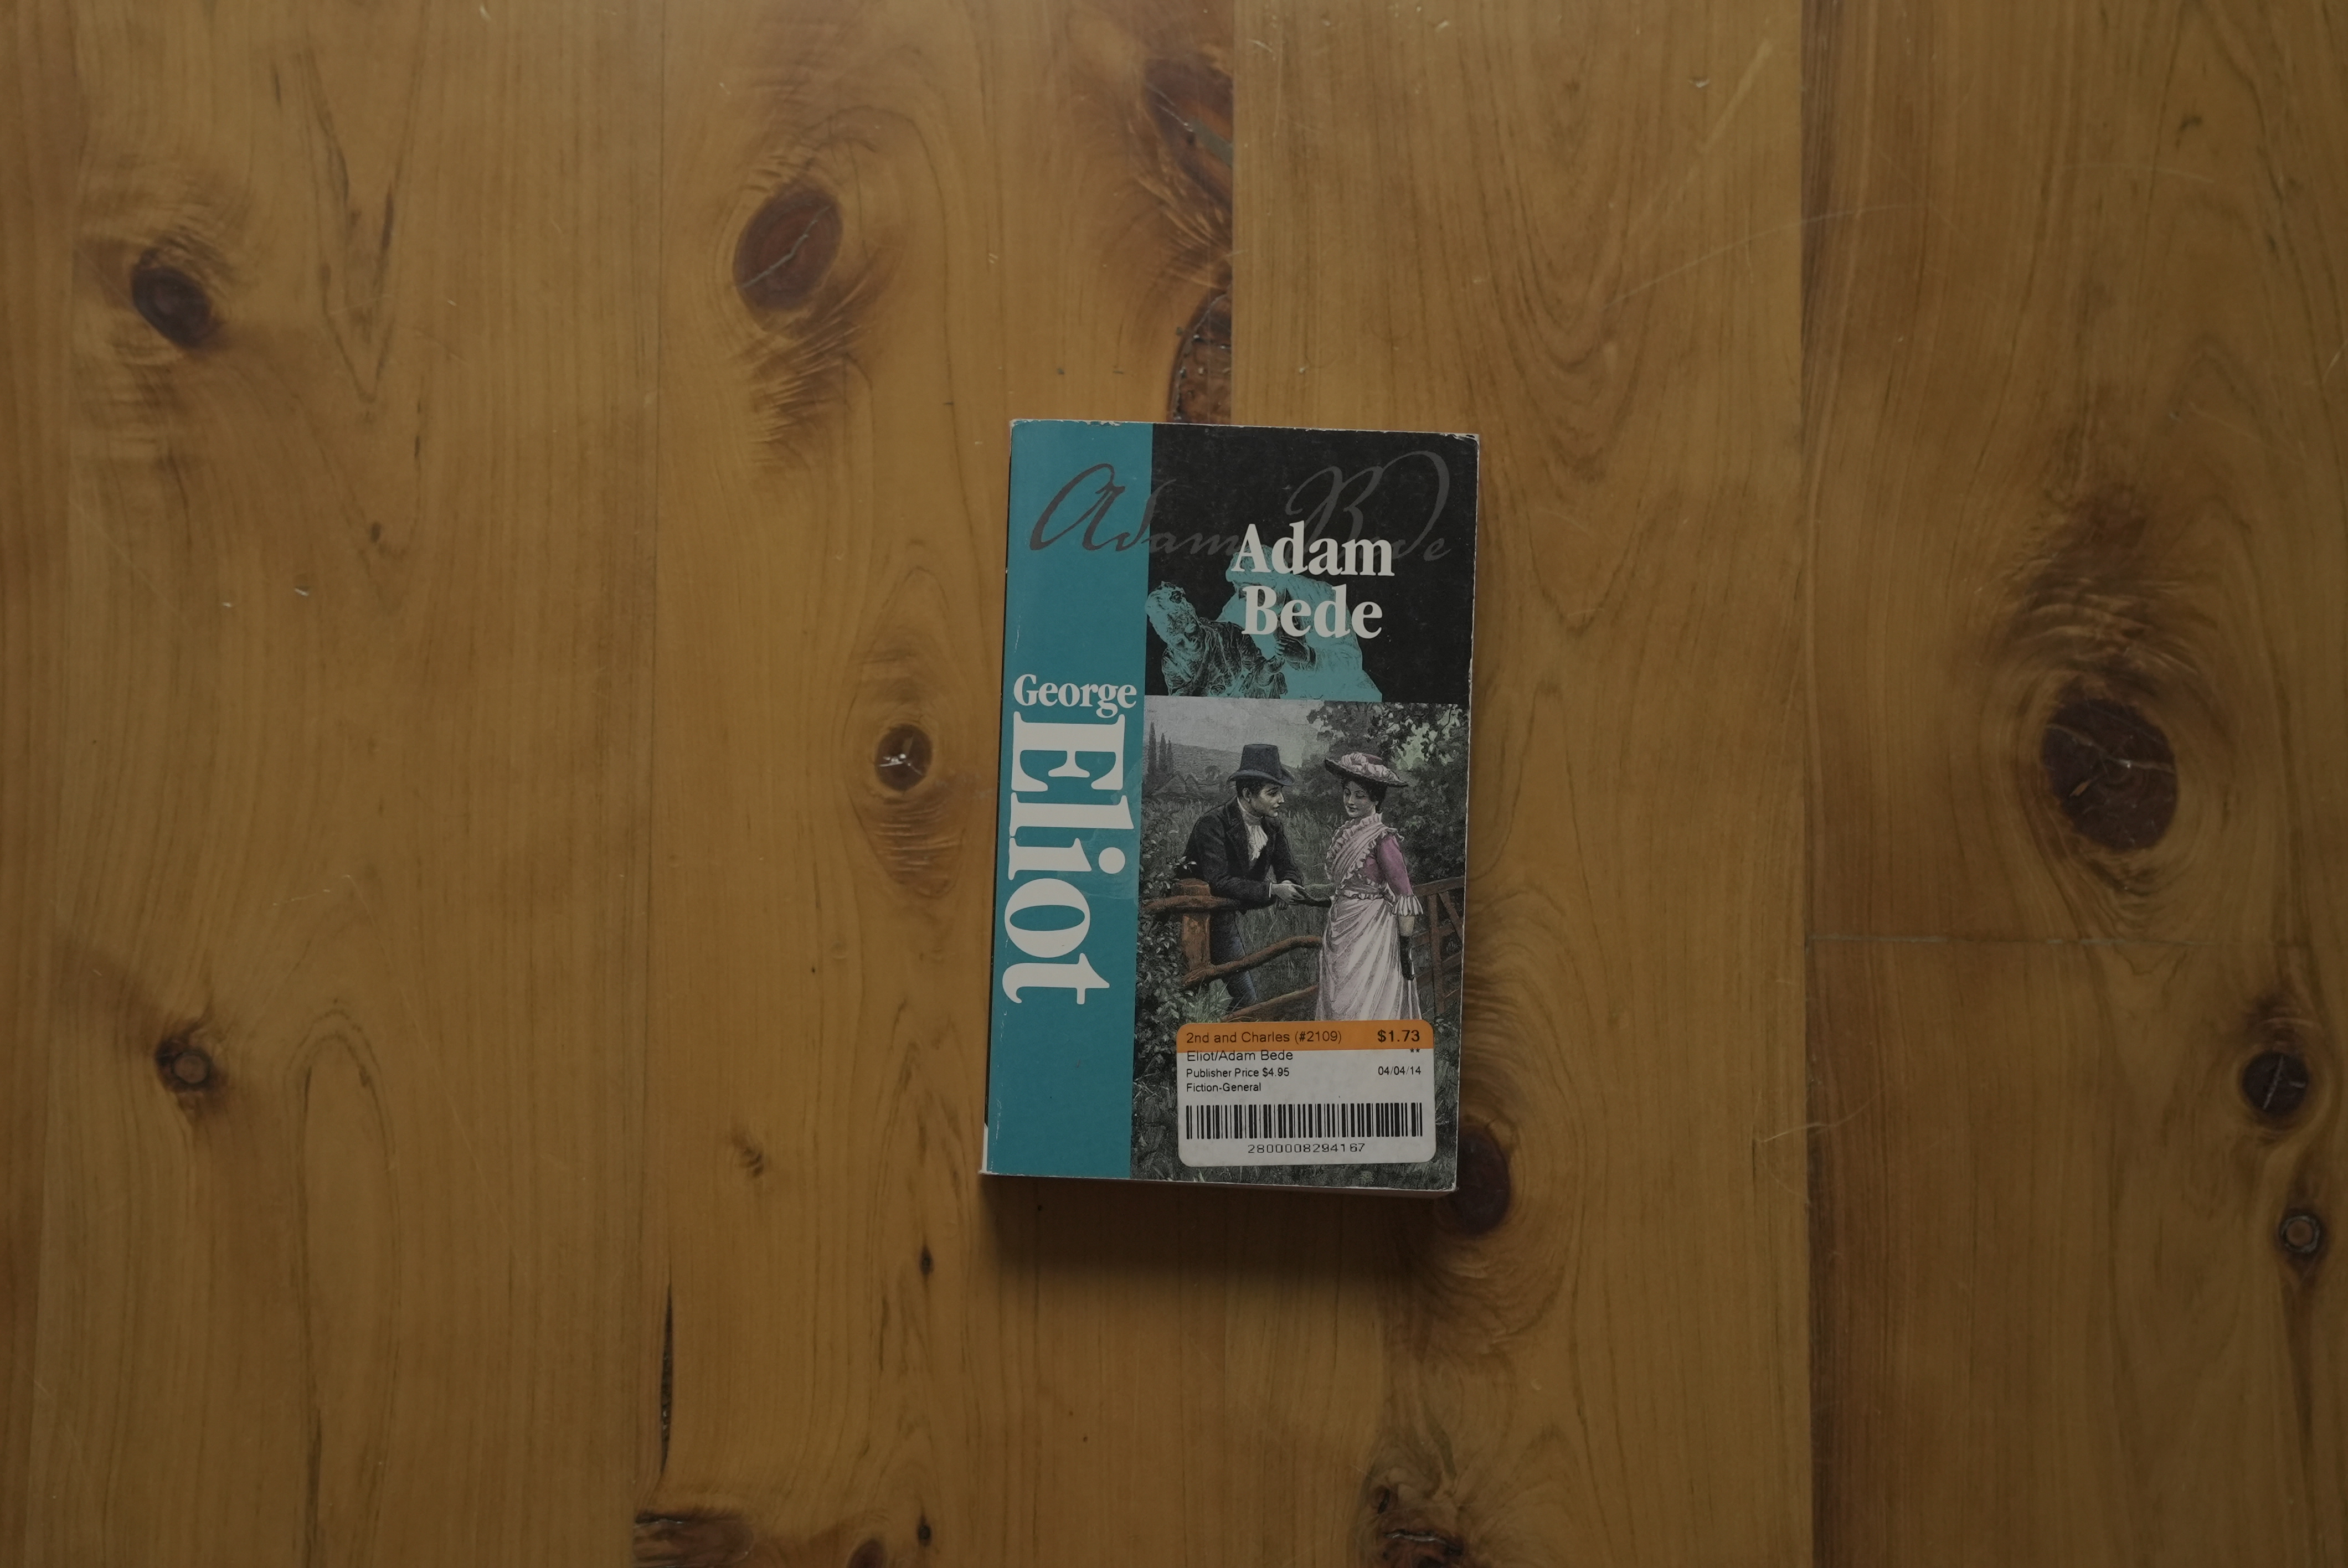 Adam Bede
Adam
Bede
George
Eliot
2nd and Charles (#2109) $1.73
Eliot/Adam Bede **
Publisher Price $4.95 04/04/14
Fiction-General
2800008294167